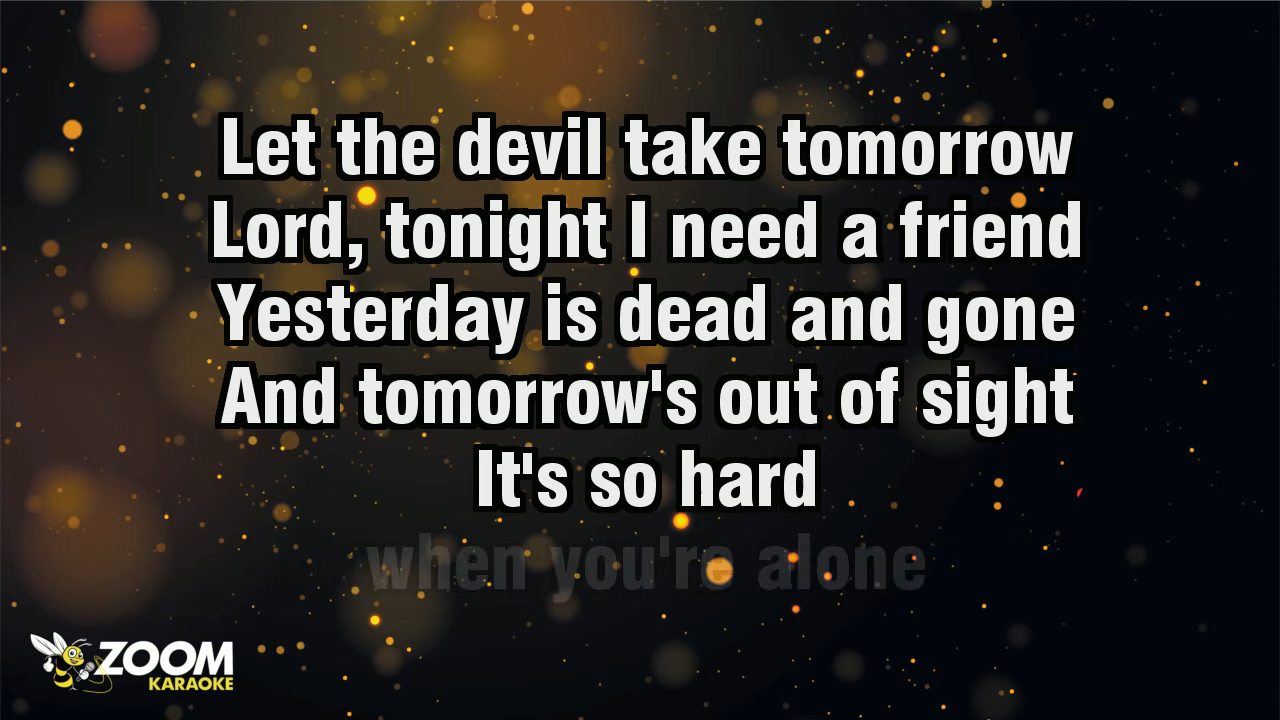 Let the devil take tomorrow
Lord, tonight I need a friend
Yesterday is dead and gone
And tomorrow's out of sight
It's so hard
when you're alone
ZOOM
KARAOKE